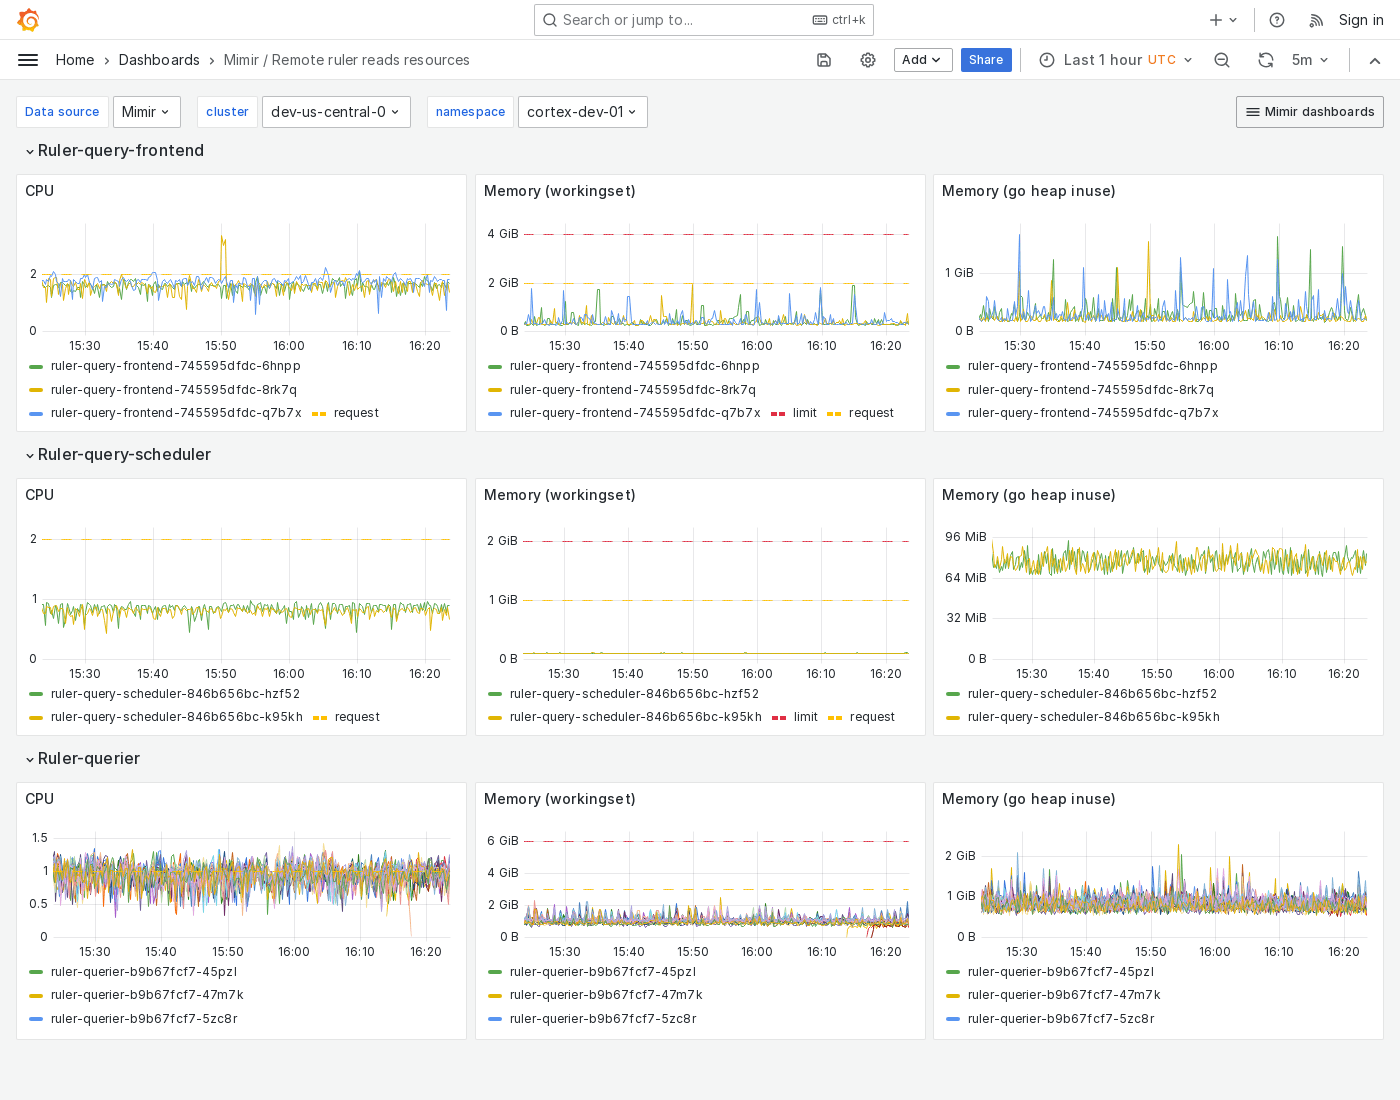 Search or jump to...
ctrl+k
Sign in
Home > Dashboards > Mimir / Remote ruler reads resources
Add
Share
Last 1 hour UTC
5m
Data source
Mimir
cluster
dev-us-central-0
namespace
cortex-dev-01
Mimir dashboards
Ruler-query-frontend
CPU
2
0
15:30 15:40 15:50 16:00 16:10 16:20
ruler-query-frontend-745595dfdc-6hnpp
ruler-query-frontend-745595dfdc-8rk7q
ruler-query-frontend-745595dfdc-q7b7x request
Memory (workingset)
4 GiB
2 GiB
0 B
15:30 15:40 15:50 16:00 16:10 16:20
ruler-query-frontend-745595dfdc-6hnpp
ruler-query-frontend-745595dfdc-8rk7q
ruler-query-frontend-745595dfdc-q7b7x limit request
Memory (go heap inuse)
1 GiB
0 B
15:30 15:40 15:50 16:00 16:10 16:20
ruler-query-frontend-745595dfdc-6hnpp
ruler-query-frontend-745595dfdc-8rk7q
ruler-query-frontend-745595dfdc-q7b7x
Ruler-query-scheduler
CPU
2
1
0
15:30 15:40 15:50 16:00 16:10 16:20
ruler-query-scheduler-846b656bc-hzf52
ruler-query-scheduler-846b656bc-k95kh request
Memory (workingset)
2 GiB
1 GiB
0 B
15:30 15:40 15:50 16:00 16:10 16:20
ruler-query-scheduler-846b656bc-hzf52
ruler-query-scheduler-846b656bc-k95kh limit request
Memory (go heap inuse)
96 MiB
64 MiB
32 MiB
0 B
15:30 15:40 15:50 16:00 16:10 16:20
ruler-query-scheduler-846b656bc-hzf52
ruler-query-scheduler-846b656bc-k95kh
Ruler-querier
CPU
1.5
1
0.5
0
15:30 15:40 15:50 16:00 16:10 16:20
ruler-querier-b9b67fcf7-45pzl
ruler-querier-b9b67fcf7-47m7k
ruler-querier-b9b67fcf7-5zc8r
Memory (workingset)
6 GiB
4 GiB
2 GiB
0 B
15:30 15:40 15:50 16:00 16:10 16:20
ruler-querier-b9b67fcf7-45pzl
ruler-querier-b9b67fcf7-47m7k
ruler-querier-b9b67fcf7-5zc8r
Memory (go heap inuse)
2 GiB
1 GiB
0 B
15:30 15:40 15:50 16:00 16:10 16:20
ruler-querier-b9b67fcf7-45pzl
ruler-querier-b9b67fcf7-47m7k
ruler-querier-b9b67fcf7-5zc8r